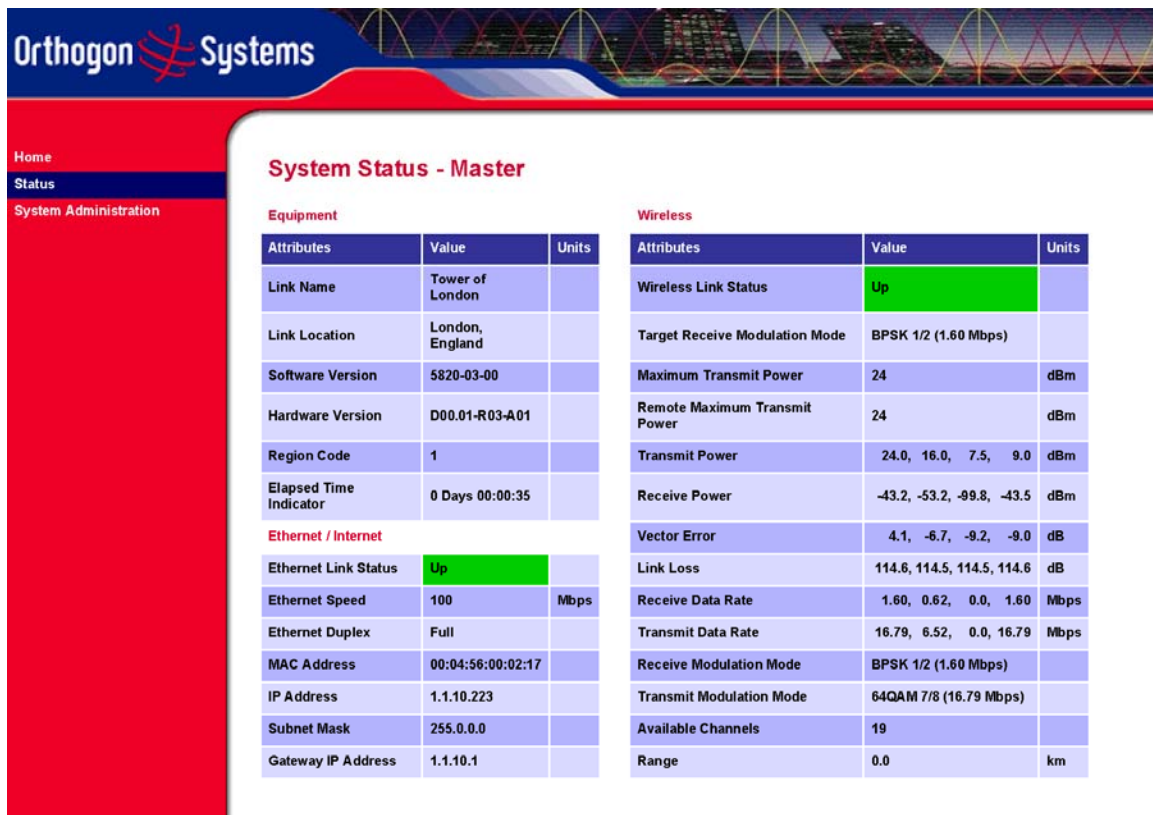 Orthogon Systems
Home
Status
System Administration
System Status - Master
Equipment
Attributes Value Units
Link Name Tower of London
Link Location London, England
Software Version 5820-03-00
Hardware Version D00.01-R03-A01
Region Code 1
Elapsed Time Indicator 0 Days 00:00:35
Ethernet / Internet
Ethernet Link Status Up
Ethernet Speed 100 Mbps
Ethernet Duplex Full
MAC Address 00:04:56:00:02:17
IP Address 1.1.10.223
Subnet Mask 255.0.0.0
Gateway IP Address 1.1.10.1
Wireless
Attributes Value Units
Wireless Link Status Up
Target Receive Modulation Mode BPSK 1/2 (1.60 Mbps)
Maximum Transmit Power 24 dBm
Remote Maximum Transmit Power 24 dBm
Transmit Power 24.0, 16.0, 7.5, 9.0 dBm
Receive Power -43.2, -53.2, -99.8, -43.5 dBm
Vector Error 4.1, -6.7, -9.2, -9.0 dB
Link Loss 114.6, 114.5, 114.5, 114.6 dB
Receive Data Rate 1.60, 0.62, 0.0, 1.60 Mbps
Transmit Data Rate 16.79, 6.52, 0.0, 16.79 Mbps
Receive Modulation Mode BPSK 1/2 (1.60 Mbps)
Transmit Modulation Mode 64QAM 7/8 (16.79 Mbps)
Available Channels 19
Range 0.0 km